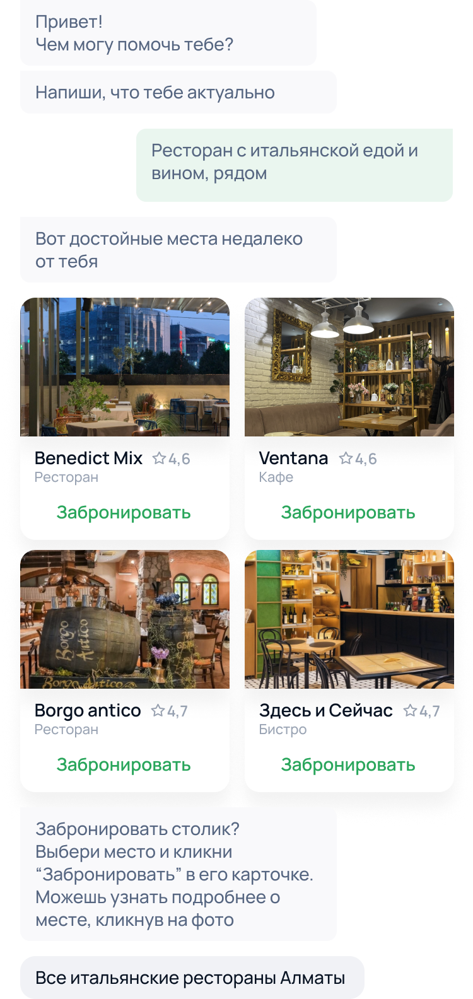 Привет!
Чем могу помочь тебе?
Напиши, что тебе актуально
Ресторан с итальянской едой и
вином, рядом
Вот достойные места недалеко
от тебя
Benedict Mix 4,6
Ресторан
Забронировать
Ventana 4,6
Кафе
Забронировать
Borgo
Antico
Borgo Antico
Borgo antico 4,7
Ресторан
Забронировать
Здесь и Сейчас 4,7
Бистро
Забронировать
Забронировать столик?
Выбери место и кликни
“Забронировать” в его карточке.
Можешь узнать подробнее о
месте, кликнув на фото
Все итальянские рестораны Алматы